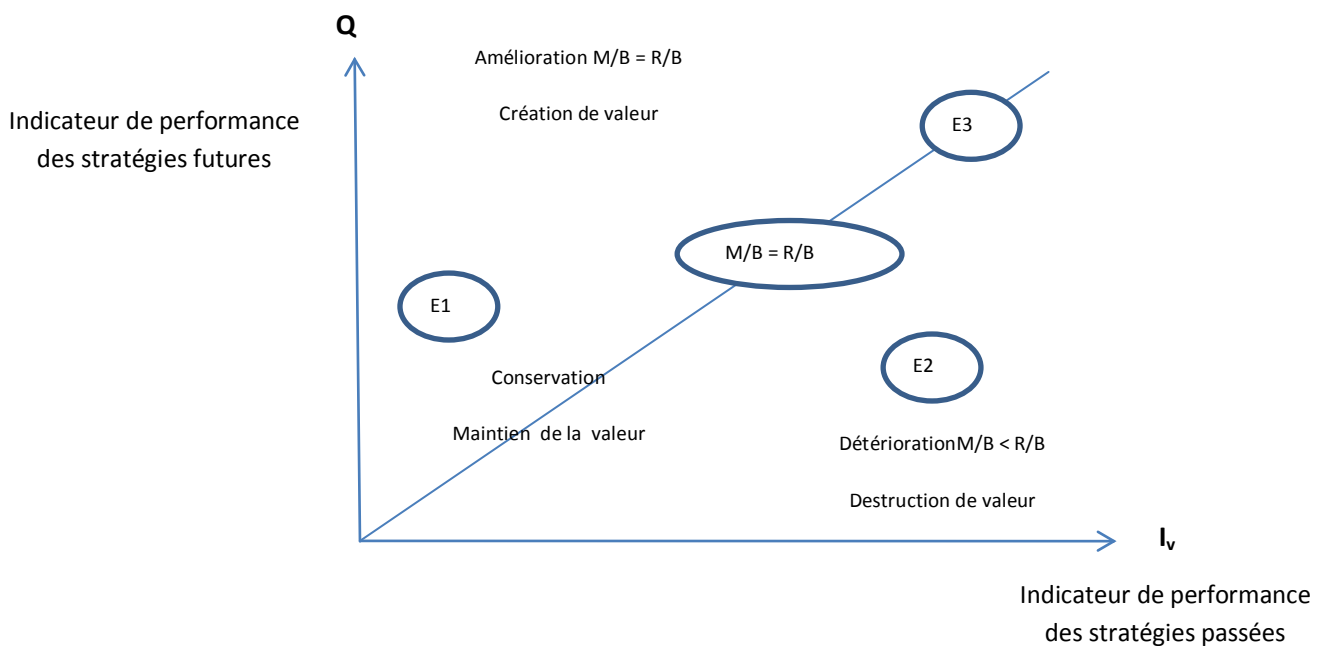 Q
Amélioration M/B = R/B
Création de valeur
Indicateur de performance
des stratégies futures
E3
M/B = R/B
E1
E2
Conservation
Maintien de la valeur
DétériorationM/B < R/B
Destruction de valeur
Iv
Indicateur de performance
des stratégies passées